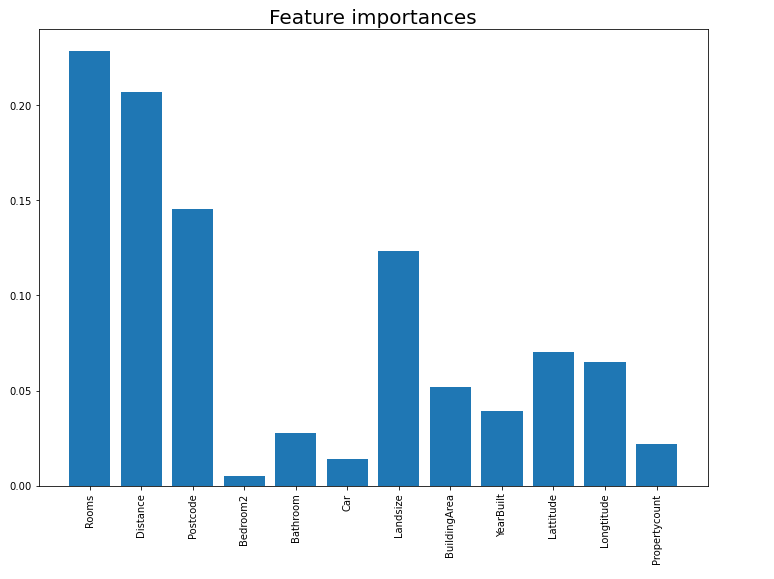 Feature importances
0.20
0.15
0.10
0.05
0.00
Rooms
Distance
Postcode
Bedroom2
Bathroom
Car
Landsize
BuildingArea
YearBuilt
Lattitude
Longtitude
Propertycount